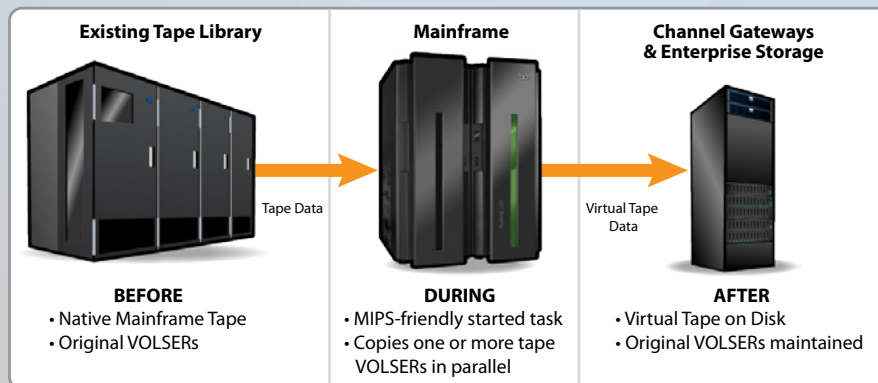 Existing Tape Library
Mainframe
Channel Gateways
& Enterprise Storage
Tape Data
Virtual Tape
Data
BEFORE
• Native Mainframe Tape
• Original VOLSERs
DURING
• MIPS-friendly started task
• Copies one or more tape
VOLSERs in parallel
AFTER
• Virtual Tape on Disk
• Original VOLSERs maintained